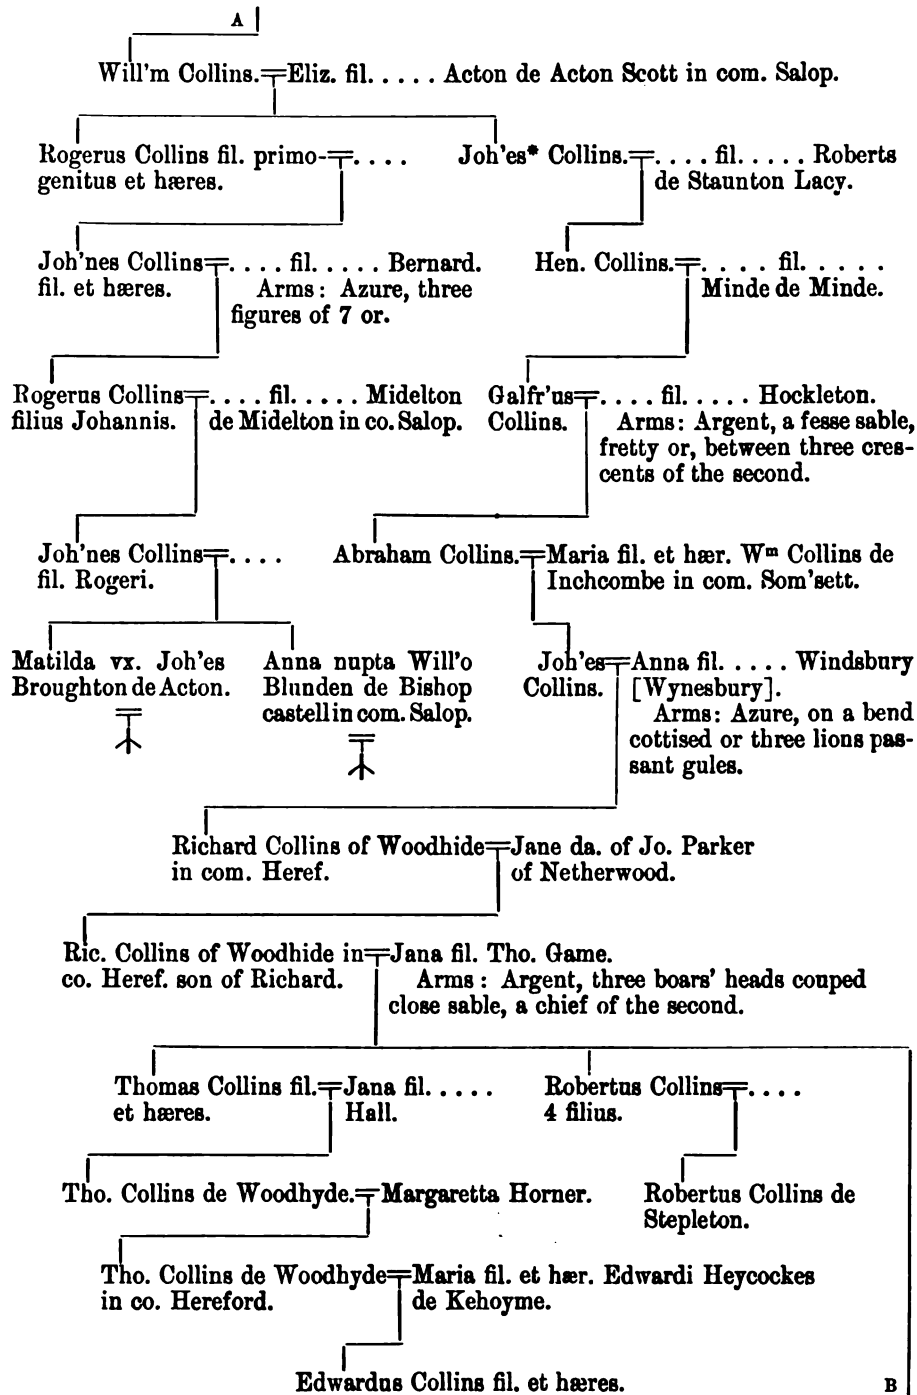 A
Will'm Collins.=Eliz. fil. . . . . Acton de Acton Scott in com. Salop.
Rogerus Collins fil. primo-=. . . .
genitus et hæres.
Joh'es* Collins.=. . . . fil. . . . . Roberts
de Staunton Lacy.
Joh'nes Collins=. . . . fil. . . . . Bernard.
fil. et hæres.
Arms: Azure, three
figures of 7 or.
Hen. Collins.=. . . . fil. . . . .
Minde de Minde.
Rogerus Collins=. . . . fil. . . . . Midelton
filius Johannis.
de Midelton in co. Salop.
Galfr'us=. . . . fil. . . . . Hockleton.
Collins.
Arms: Argent, a fesse sable,
fretty or, between three cres-
cents of the second.
Joh'nes Collins=. . . .
fil. Rogeri.
Abraham Collins.=Maria fil. et hær. Wᵐ Collins de
Inchcombe in com. Som'sett.
Matilda vx. Joh'es
Broughton de Acton.
Anna nupta Will'o
Blunden de Bishop
castell in com. Salop.
Joh'es=Anna fil. . . . . Windsbury
Collins.
[Wynesbury].
Arms: Azure, on a bend
cottised or three lions pas-
sant gules.
Richard Collins of Woodhide=Jane da. of Jo. Parker
in com. Heref.
of Netherwood.
Ric. Collins of Woodhide in=Jana fil. Tho. Game.
co. Heref. son of Richard.
Arms: Argent, three boars' heads couped
close sable, a chief of the second.
Thomas Collins fil.=Jana fil. . . . .
et hæres.
Hall.
Robertus Collins=. . . .
4 filius.
Tho. Collins de Woodhyde.=Margaretta Horner.
Robertus Collins de
Stepleton.
Tho. Collins de Woodhyde=Maria fil. et hær. Edwardi Heycockes
in co. Hereford.
de Kehoyme.
Edwardus Collins fil. et hæres.
B